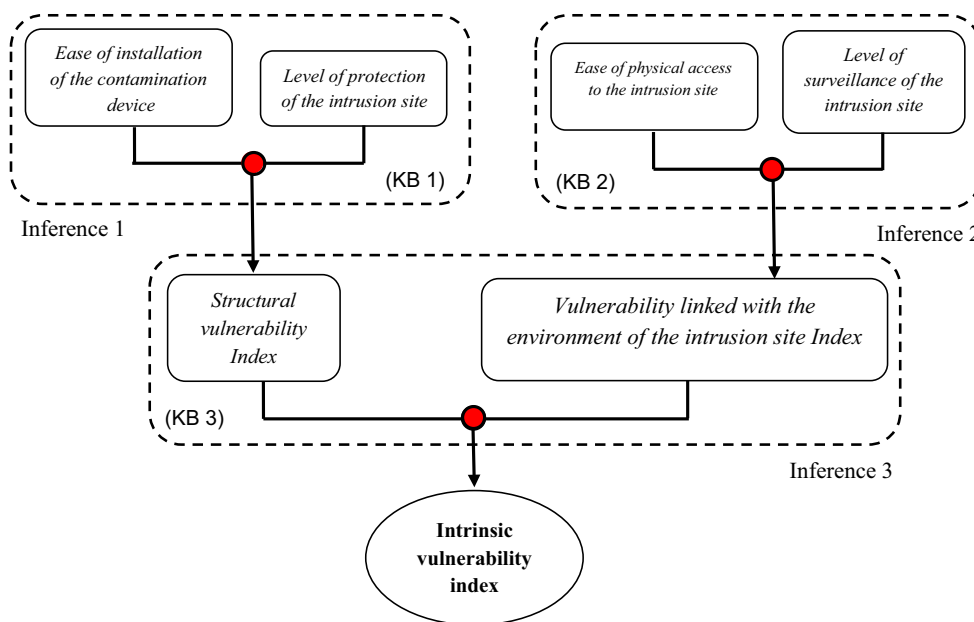 Ease of installation
of the contamination
device
Level of protection
of the intrusion site
(KB 1)
Inference 1
Ease of physical access
to the intrusion site
Level of
surveillance of the
intrusion site
(KB 2)
Inference 2
Structural
vulnerability
Index
Vulnerability linked with the
environment of the intrusion site Index
(KB 3)
Inference 3
Intrinsic
vulnerability
index